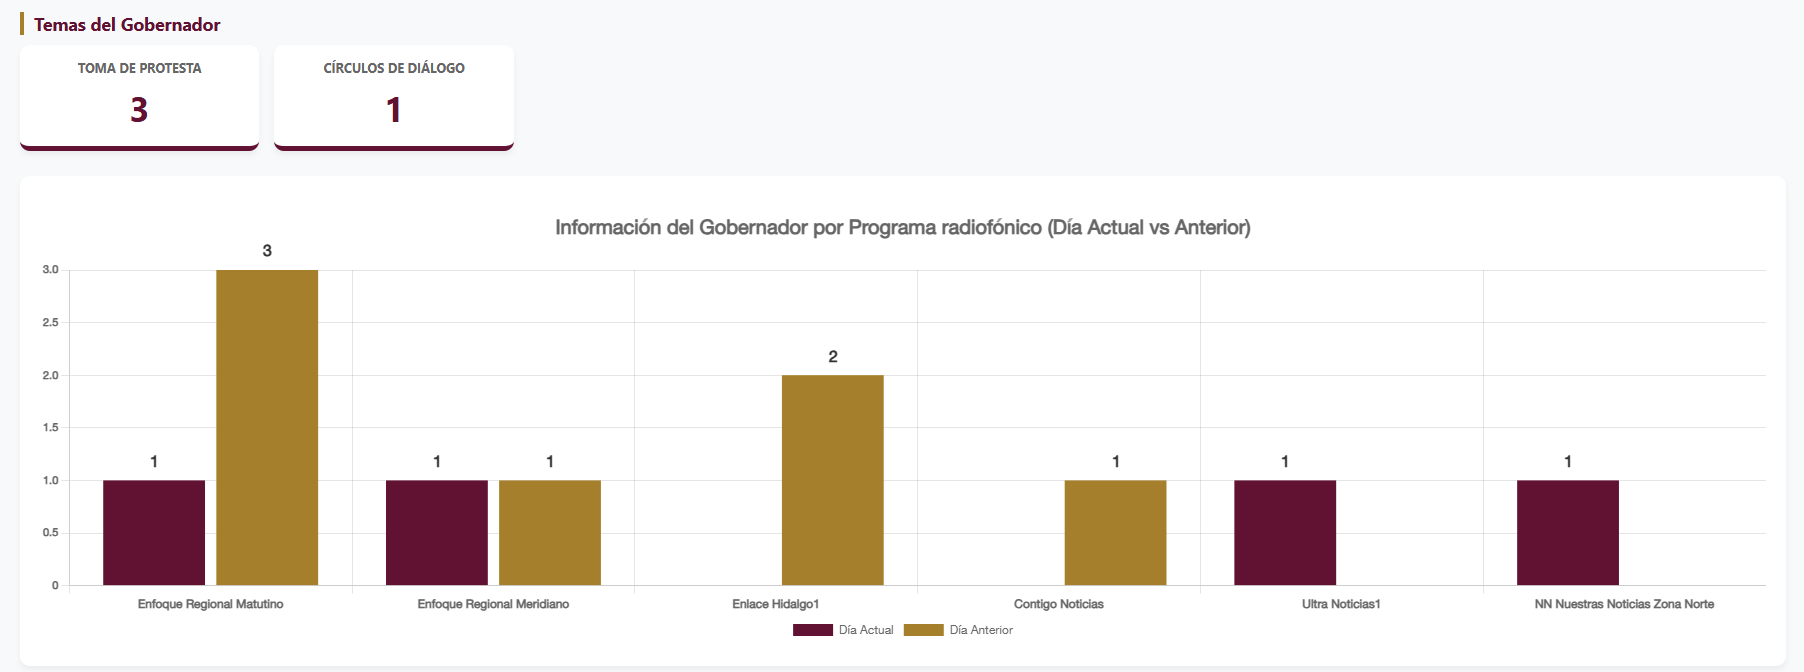 Temas del Gobernador
TOMA DE PROTESTA
3
CÍRCULOS DE DIÁLOGO
1
Información del Gobernador por Programa radiofónico (Día Actual vs Anterior)
3.0
2.5
2.0
1.5
1.0
0.5
0
1
3
1
1
2
1
1
1
Enfoque Regional Matutino
Enfoque Regional Meridiano
Enlace Hidalgo1
Contigo Noticias
Ultra Noticias1
NN Nuestras Noticias Zona Norte
Día Actual
Día Anterior